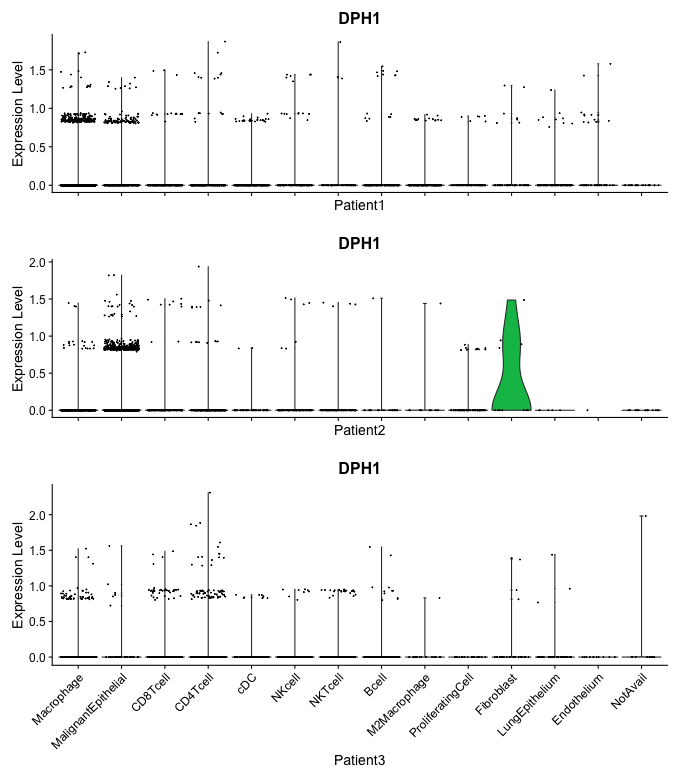 DPH1
Expression Level
1.5
1.0
0.5
0.0
Patient1
DPH1
Expression Level
2.0
1.5
1.0
0.5
0.0
Patient2
DPH1
Expression Level
2.0
1.5
1.0
0.5
0.0
Macrophage
MalignantEpithelial
CD8Tcell
CD4Tcell
cDC
NKcell
NKTcell
Bcell
M2Macrophage
ProliferatingCell
Fibroblast
LungEpithelium
Endothelium
NotAvail
Patient3